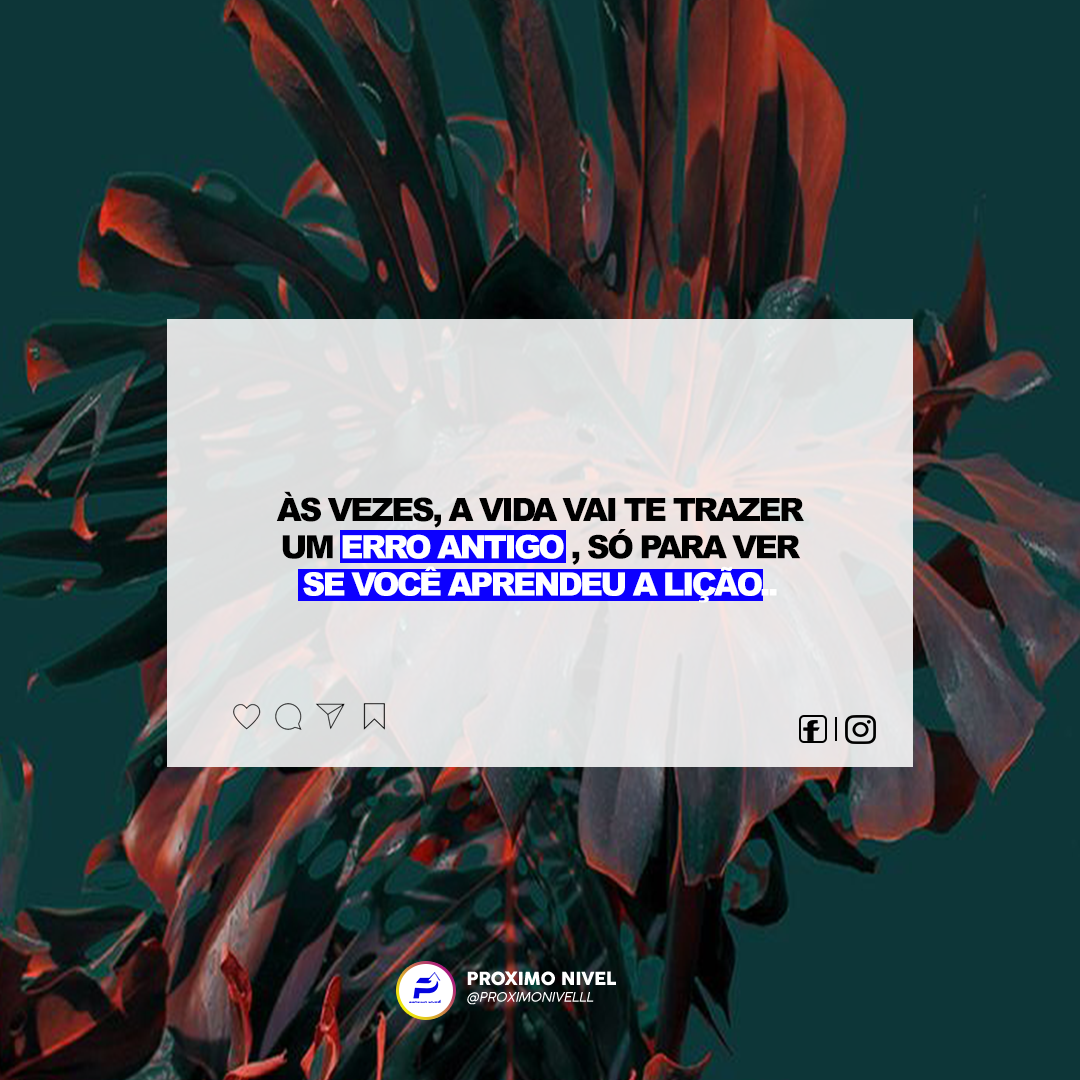 ÀS VEZES, A VIDA VAI TE TRAZER
UM ERRO ANTIGO , SÓ PARA VER
SE VOCÊ APRENDEU A LIÇÃO..
PROXIMO NIVEL
@PROXIMONIVELLL